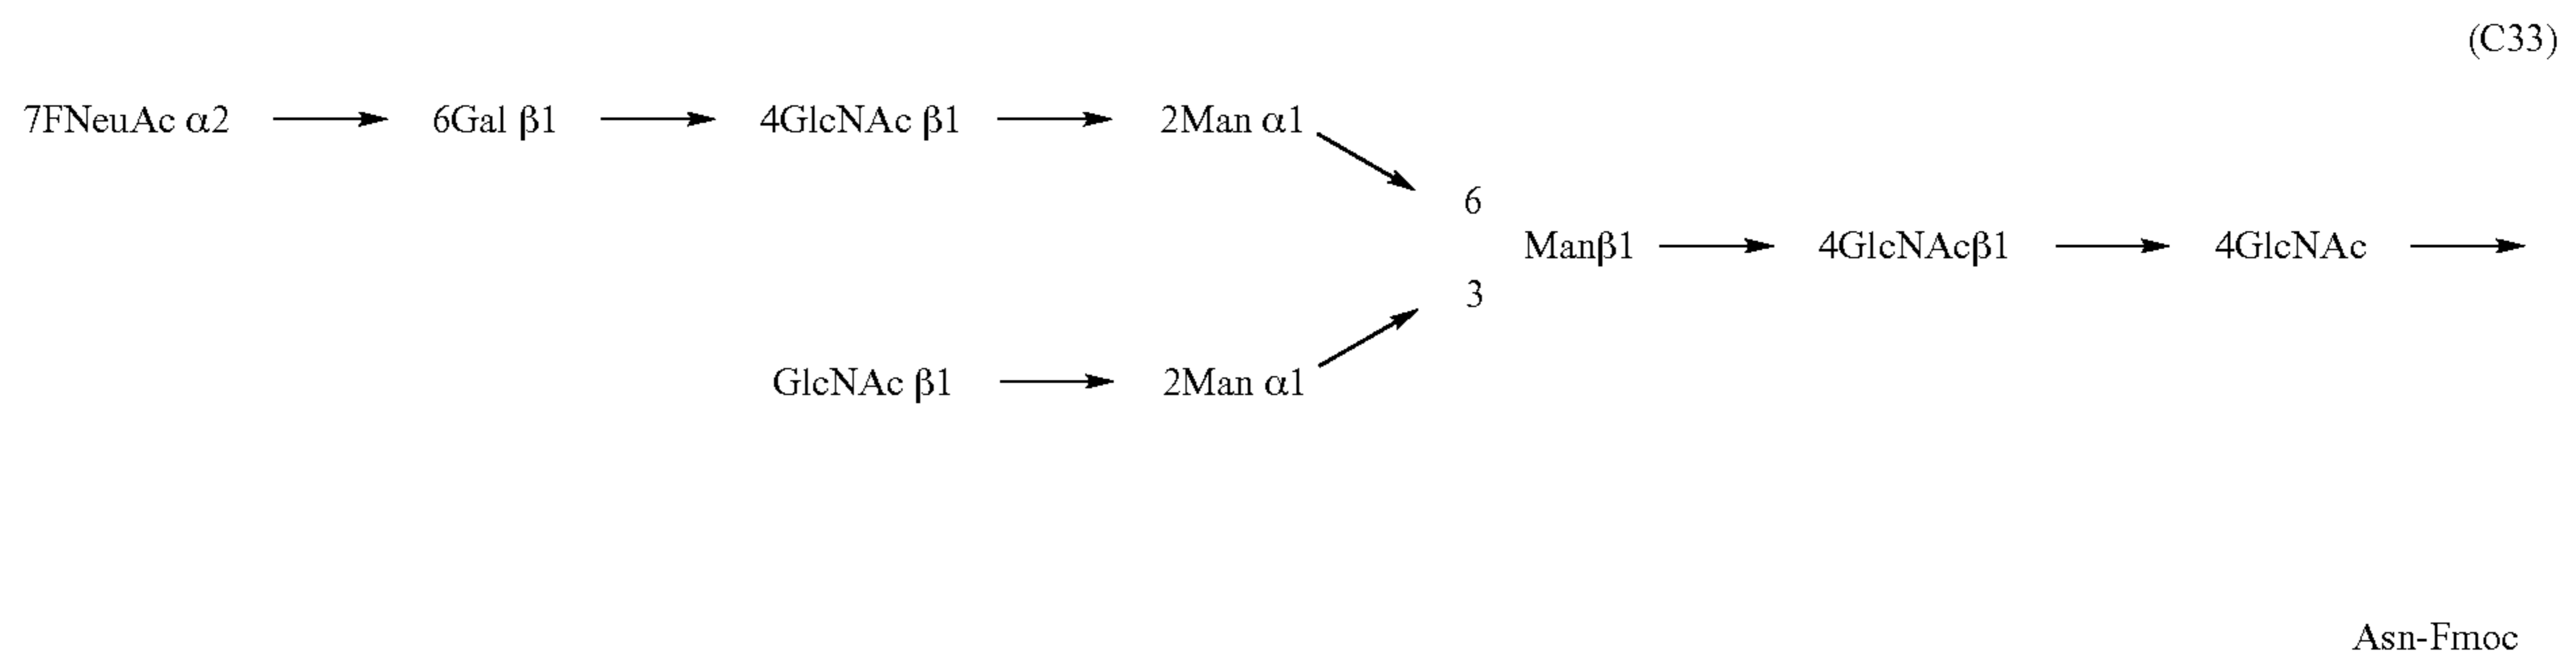 (C33)
7FNeuAc α2 → 6Gal β1 → 4GlcNAc β1 → 2Man α1
6
Manβ1 → 4GlcNAcβ1 → 4GlcNAc →
3
GlcNAc β1 → 2Man α1
Asn-Fmoc